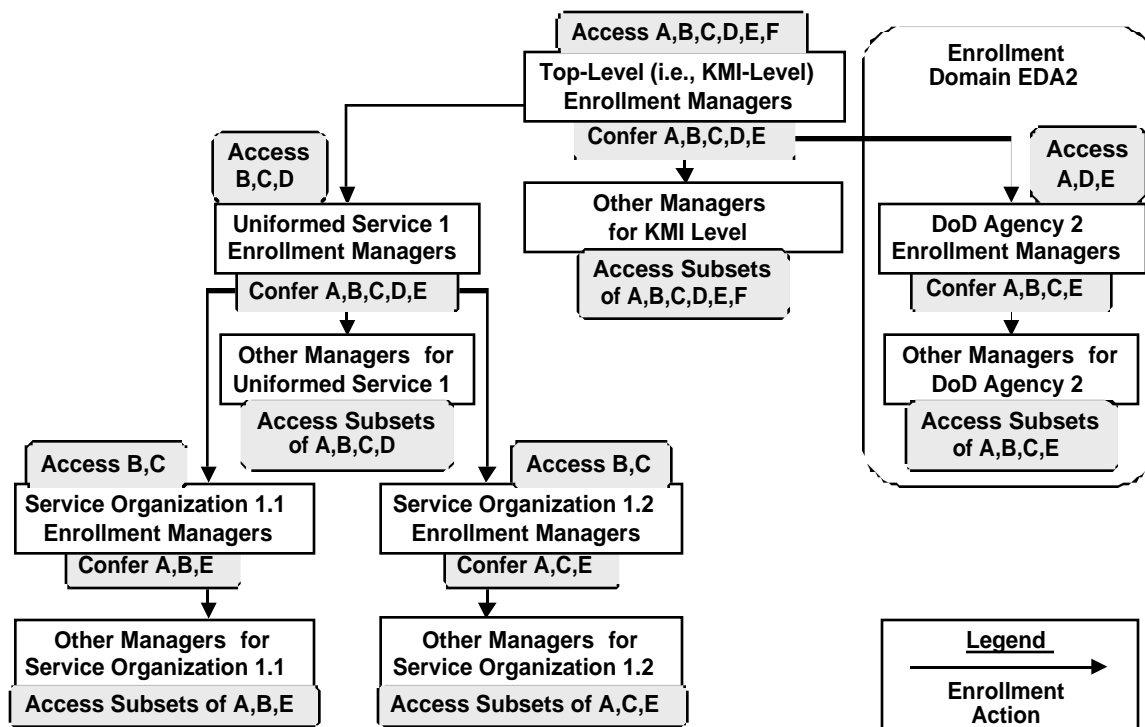 Access A,B,C,D,E,F
Top-Level (i.e., KMI-Level)
Enrollment Managers
Confer A,B,C,D,E
Enrollment
Domain EDA2
Access
B,C,D
Uniformed Service 1
Enrollment Managers
Confer A,B,C,D,E
Other Managers
for KMI Level
Access Subsets
of A,B,C,D,E,F
Access
A,D,E
DoD Agency 2
Enrollment Managers
Confer A,B,C,E
Other Managers for
Uniformed Service 1
Access Subsets
of A,B,C,D
Other Managers for
DoD Agency 2
Access Subsets
of A,B,C,E
Access B,C
Service Organization 1.1
Enrollment Managers
Confer A,B,E
Access B,C
Service Organization 1.2
Enrollment Managers
Confer A,C,E
Other Managers for
Service Organization 1.1
Access Subsets of A,B,E
Other Managers for
Service Organization 1.2
Access Subsets of A,C,E
Legend
Enrollment
Action